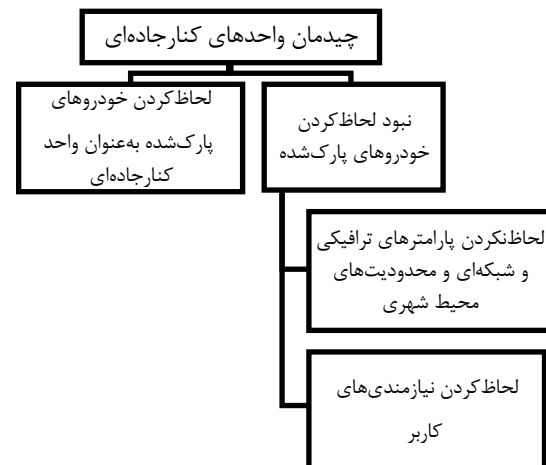 چیدمان واحدهای کنارجاده‌ای
نبود لحاظ‌کردن
خودروهای پارک‌شده
لحاظ‌کردن خودروهای
پارک‌شده به‌عنوان واحد
کنارجاده‌ای
لحاظ‌نکردن پارامترهای ترافیکی
و شبکه‌ای و محدودیت‌های
محیط شهری
لحاظ‌کردن نیازمندی‌های
کاربر